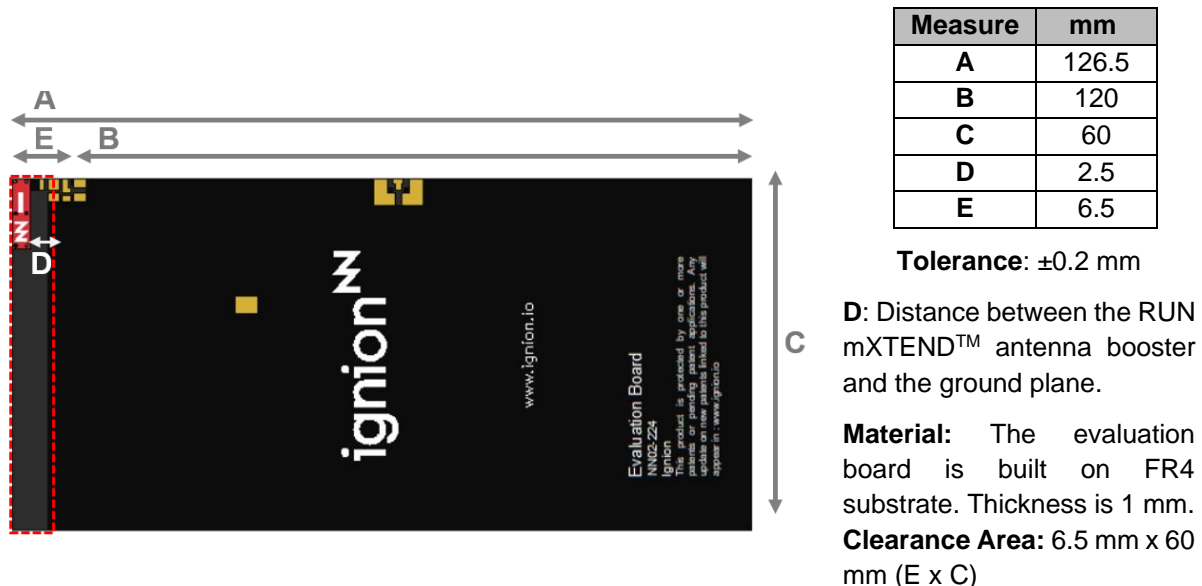 A
E B
D
C
ignion
www.ignion.io
Evaluation Board
NN02-224
Ignion
This product is protected by one or more
patents or pending patent applications. Any
update on new patents linked to this product will
appear in : www.ignion.io
Measure mm
A 126.5
B 120
C 60
D 2.5
E 6.5
Tolerance: ±0.2 mm
D: Distance between the RUN
mXTEND™ antenna booster
and the ground plane.
Material: The evaluation
board is built on FR4
substrate. Thickness is 1 mm.
Clearance Area: 6.5 mm x 60
mm (E x C)